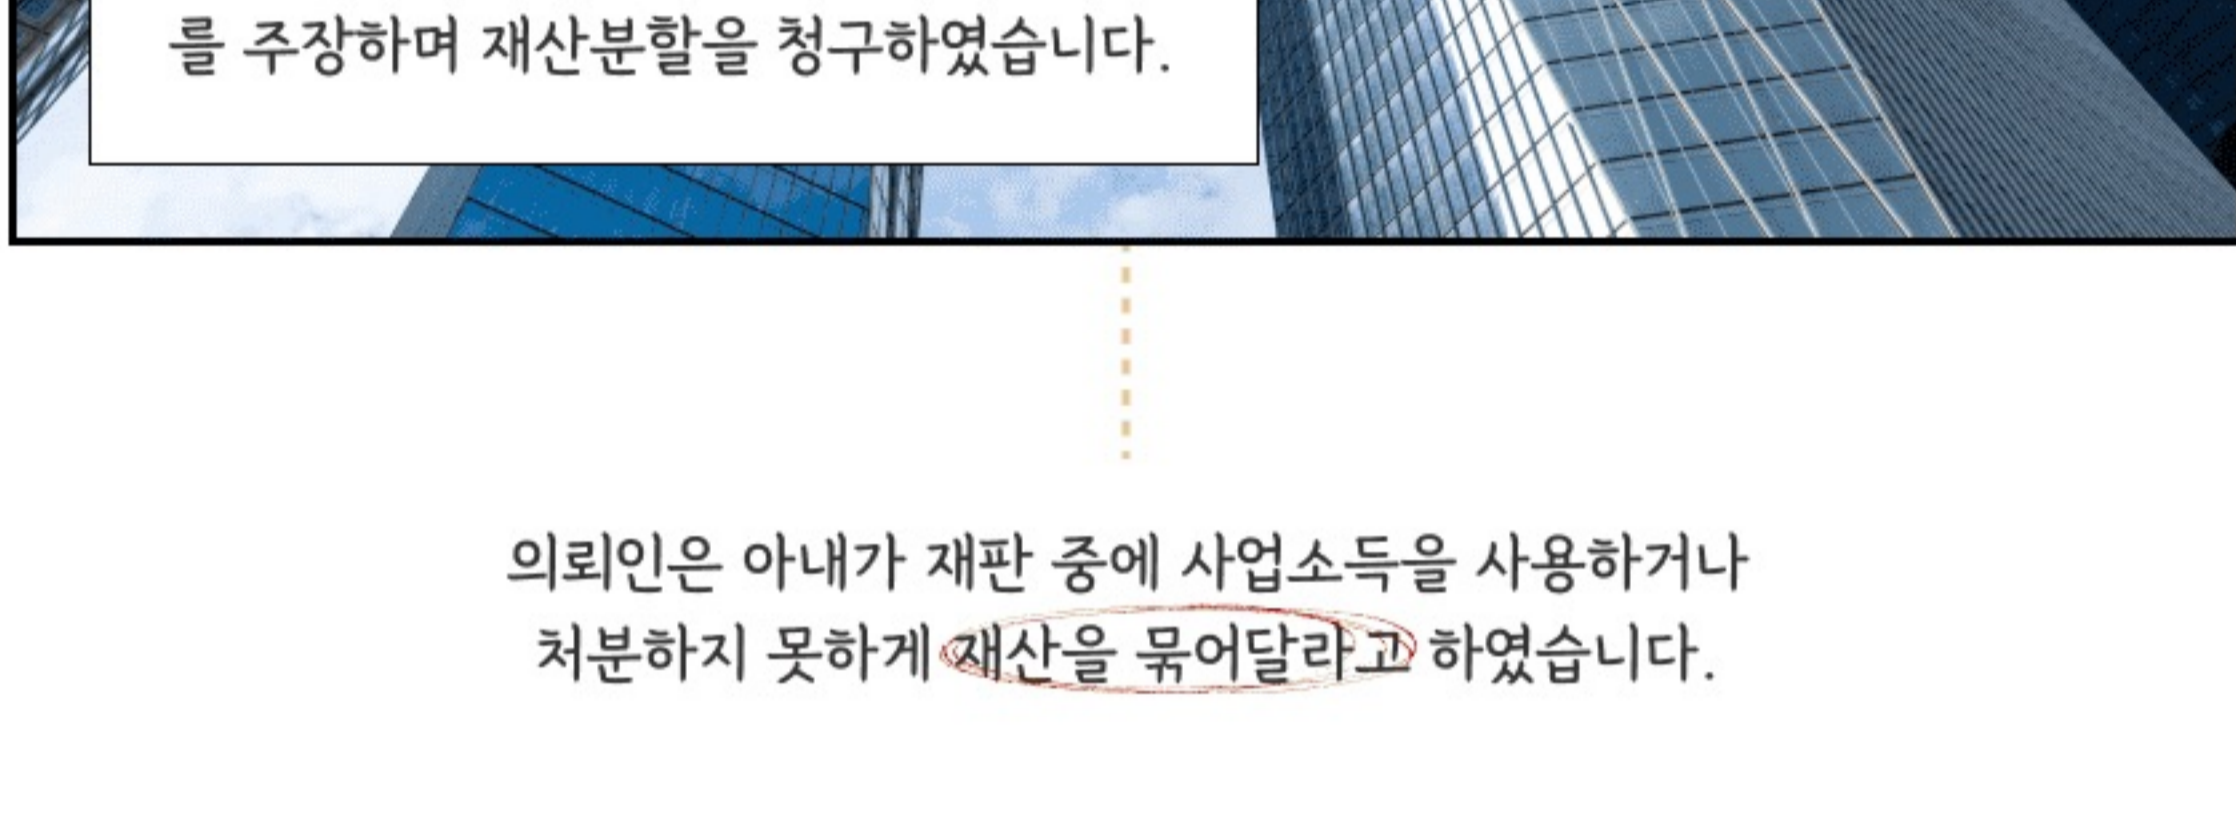 를 주장하며 재산분할을 청구하였습니다.
의뢰인은 아내가 재판 중에 사업소득을 사용하거나
처분하지 못하게 재산을 묶어달라고 하였습니다.